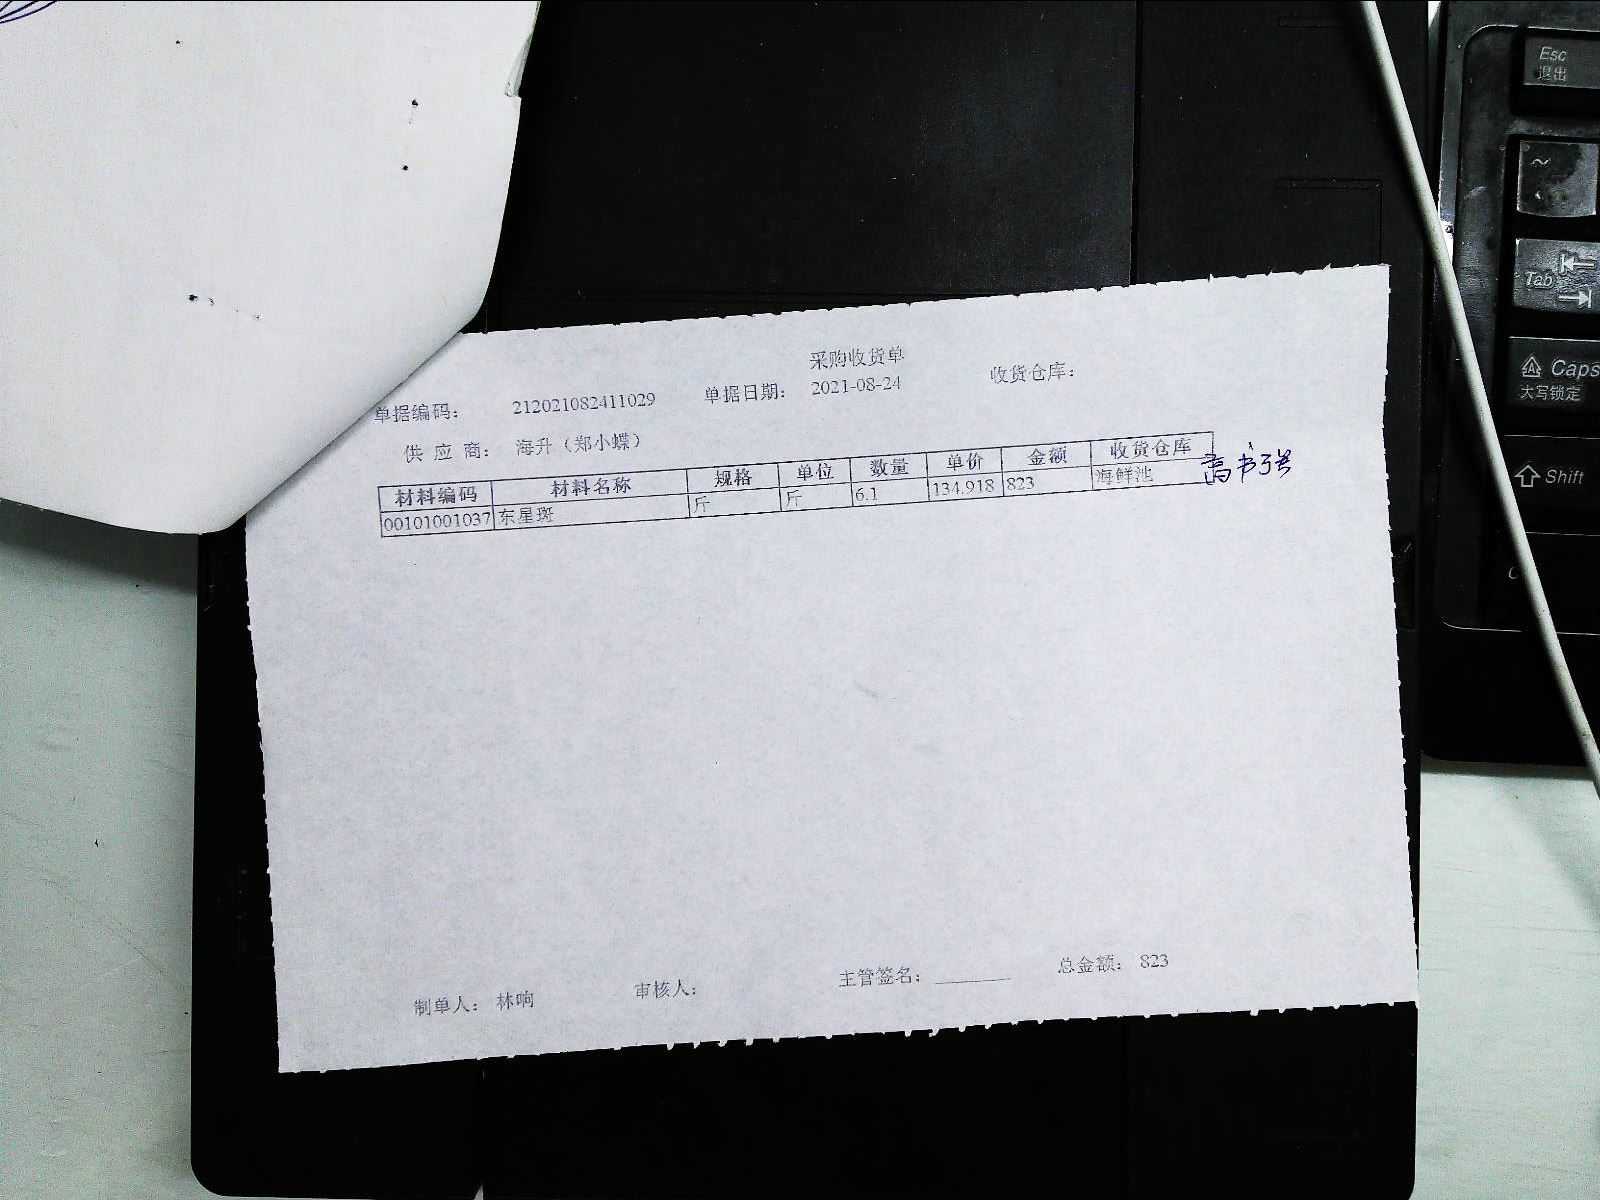 采购收货单
单据编码: 212021082411029 单据日期: 2021-08-24 收货仓库:
供 应 商: 海升（郑小蝶）
材料编码 材料名称 规格 单位 数量 单价 金额 收货仓库
00101001037 东星斑 斤 斤 6.1 134.918 823 海鲜池
制单人: 林响 审核人: 主管签名: 总金额: 823
Esc
退出
~
Tab
Caps
大写锁定
Shift